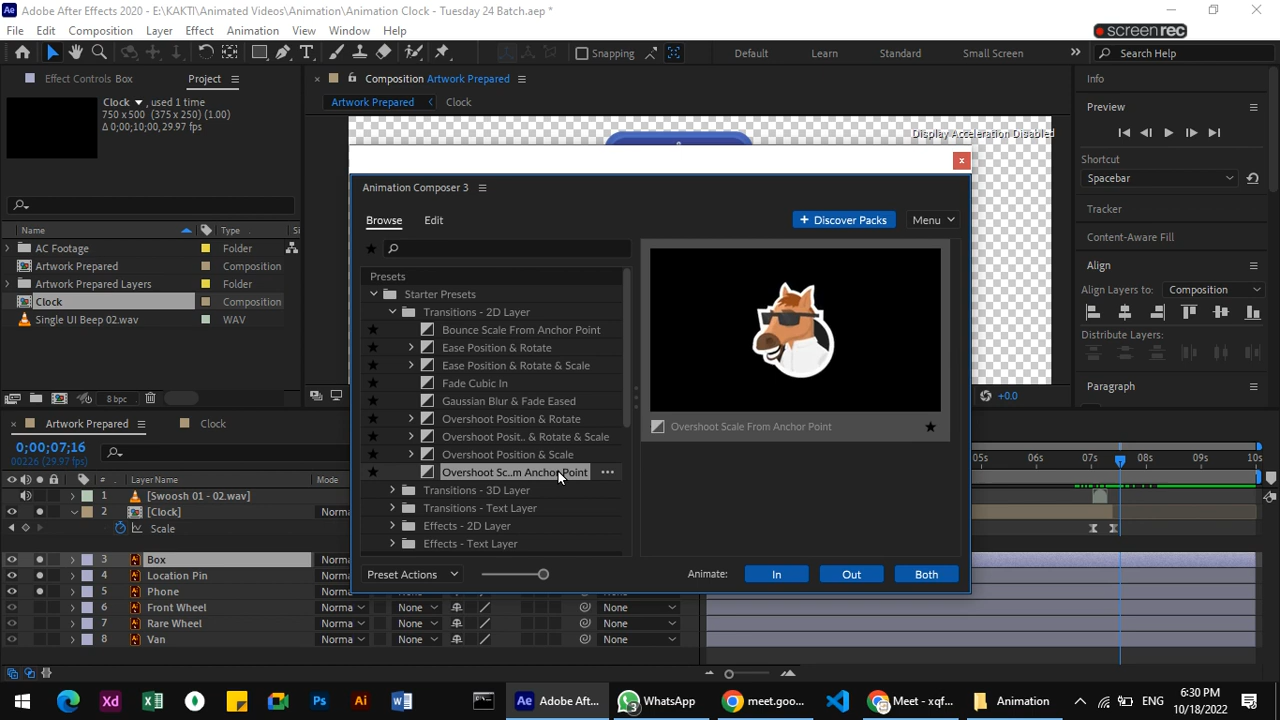 Adobe After Effects 2020 - E:\KAKTI\Animated Videos\Animation\Animation Clock - Tuesday 24 Batch.aep *
File Edit Composition Layer Effect Animation View Window Help
screenrec
Snapping
Default Learn Standard Small Screen
Search Help
Effect Controls Box
Project
Composition Artwork Prepared
Info
Clock , used 1 time
750 x 500 (375 x 250) (1.00)
Δ 0;00;10;00, 29.97 fps
Artwork Prepared
Clock
Display Acceleration Disabled
Preview
Shortcut
Spacebar
Tracker
Content-Aware Fill
Align
Align Layers to: Composition
Distribute Layers:
Paragraph
Name
Type
AC Footage Folder
Artwork Prepared Composition
Artwork Prepared Layers Folder
Clock Composition
Single UI Beep 02.wav WAV
8 bpc
+0.0
Animation Composer 3
x
Browse
Edit
+ Discover Packs
Menu
Presets
Starter Presets
Transitions - 2D Layer
Bounce Scale From Anchor Point
Ease Position & Rotate
Ease Position & Rotate & Scale
Fade Cubic In
Gaussian Blur & Fade Eased
Overshoot Position & Rotate
Overshoot Posit.. & Rotate & Scale
Overshoot Position & Scale
Overshoot Sc..m Anchor Point
Transitions - 3D Layer
Transitions - Text Layer
Effects - 2D Layer
Effects - Text Layer
Overshoot Scale From Anchor Point
Preset Actions
Animate:
In
Out
Both
Artwork Prepared
Clock
0;00;07;16
00226 (29.97 fps)
# Layer Name Mode
05s 06s 07s 08s 09s 10s
1 [Swoosh 01 - 02.wav]
2 [Clock] Norma
Scale
3 Box Norma
4 Location Pin Norma
5 Phone Norma
6 Front Wheel Norma None None
7 Rare Wheel Norma None None
8 Van Norma None None
Xd
Ps
Ai
Ae Adobe Aft...
3 WhatsApp
meet.goo...
Meet - xqf...
Animation
ENG
6:30 PM
10/18/2022